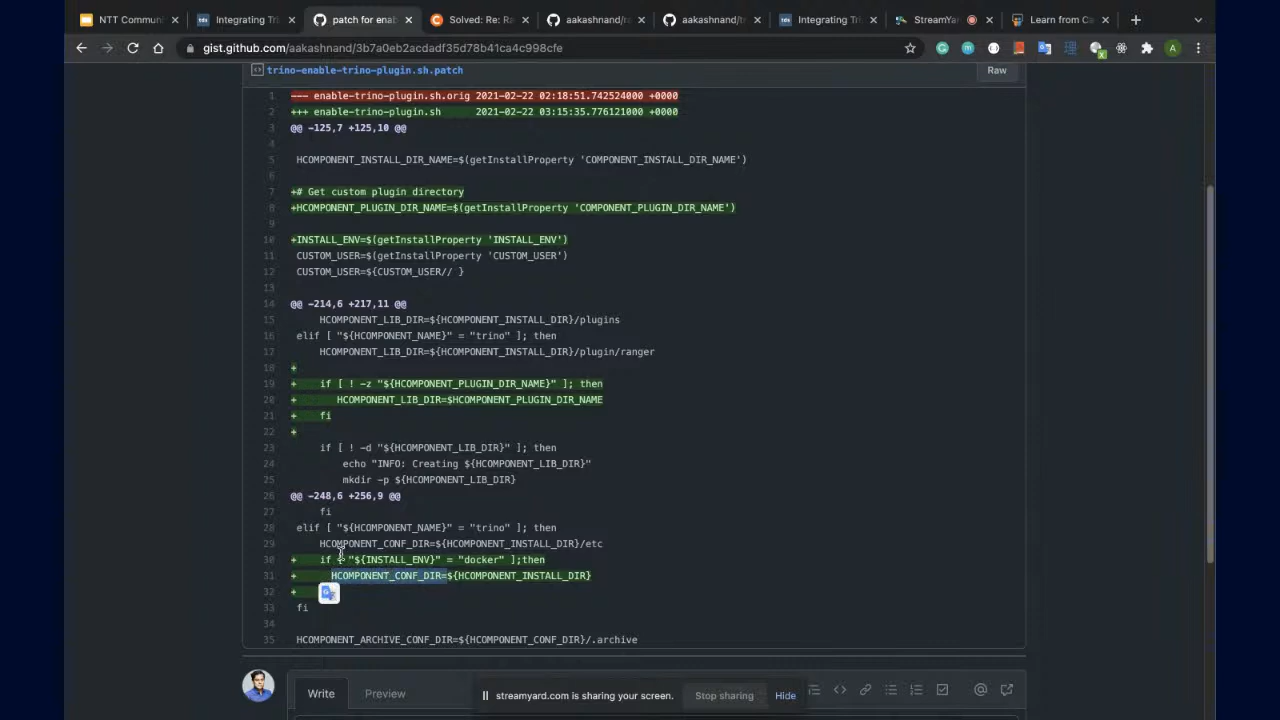 NTT Commun
Integrating Tri
patch for enab
Solved: Re: Ra
aakashnand/ra
aakashnand/tr
Integrating Tri
StreamYar
Learn from Ca
gist.github.com/aakashnand/3b7a0eb2acdadf35d78b41ca4c998cfe
A
trino-enable-trino-plugin.sh.patch
Raw
1 --- enable-trino-plugin.sh.orig 2021-02-22 02:18:51.742524000 +0000
2 +++ enable-trino-plugin.sh 2021-02-22 03:15:35.776121000 +0000
3 @@ -125,7 +125,10 @@
4
5 HCOMPONENT_INSTALL_DIR_NAME=$(getInstallProperty 'COMPONENT_INSTALL_DIR_NAME')
6
7 +# Get custom plugin directory
8 +HCOMPONENT_PLUGIN_DIR_NAME=$(getInstallProperty 'COMPONENT_PLUGIN_DIR_NAME')
9
10 +INSTALL_ENV=$(getInstallProperty 'INSTALL_ENV')
11 CUSTOM_USER=$(getInstallProperty 'CUSTOM_USER')
12 CUSTOM_USER=${CUSTOM_USER// }
13
14 @@ -214,6 +217,11 @@
15 HCOMPONENT_LIB_DIR=${HCOMPONENT_INSTALL_DIR}/plugins
16 elif [ "${HCOMPONENT_NAME}" = "trino" ]; then
17 HCOMPONENT_LIB_DIR=${HCOMPONENT_INSTALL_DIR}/plugin/ranger
18 +
19 + if [ ! -z "${HCOMPONENT_PLUGIN_DIR_NAME}" ]; then
20 + HCOMPONENT_LIB_DIR=$HCOMPONENT_PLUGIN_DIR_NAME
21 + fi
22 +
23 if [ ! -d "${HCOMPONENT_LIB_DIR}" ]; then
24 echo "INFO: Creating ${HCOMPONENT_LIB_DIR}"
25 mkdir -p ${HCOMPONENT_LIB_DIR}
26 @@ -248,6 +256,9 @@
27 fi
28 elif [ "${HCOMPONENT_NAME}" = "trino" ]; then
29 HCOMPONENT_CONF_DIR=${HCOMPONENT_INSTALL_DIR}/etc
30 + if "${INSTALL_ENV}" = "docker" ];then
31 + HCOMPONENT_CONF_DIR=${HCOMPONENT_INSTALL_DIR}
32 +
33 fi
34
35 HCOMPONENT_ARCHIVE_CONF_DIR=${HCOMPONENT_CONF_DIR}/.archive
Write
Preview
streamyard.com is sharing your screen.
Stop sharing
Hide